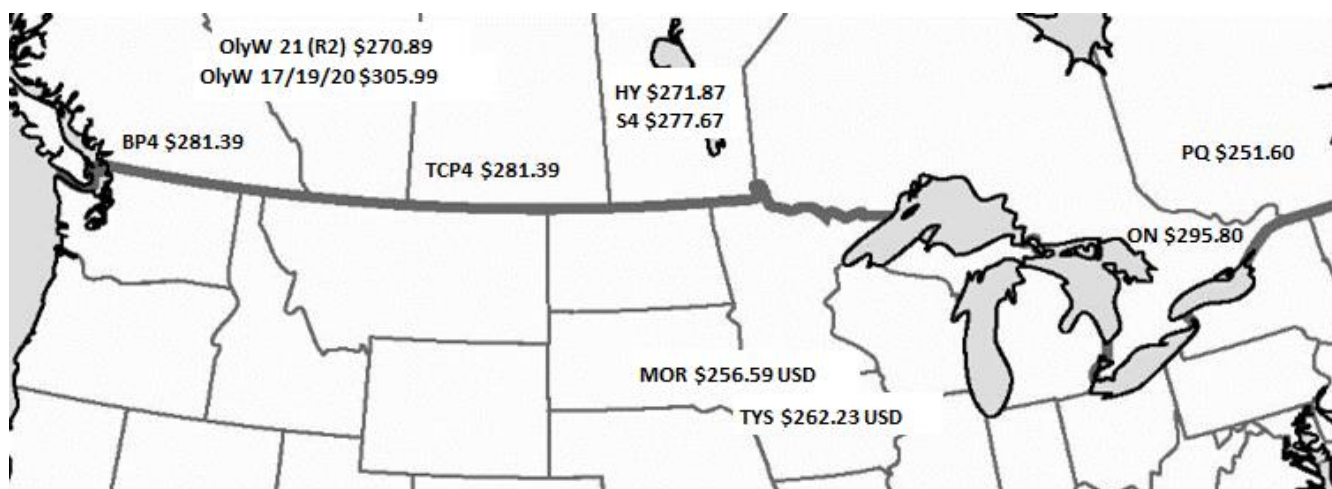 OlyW 21 (R2) $270.89
OlyW 17/19/20 $305.99
HY $271.87
S4 $277.67
BP4 $281.39
TCP4 $281.39
PQ $251.60
ON $295.80
MOR $256.59 USD
TYS $262.23 USD